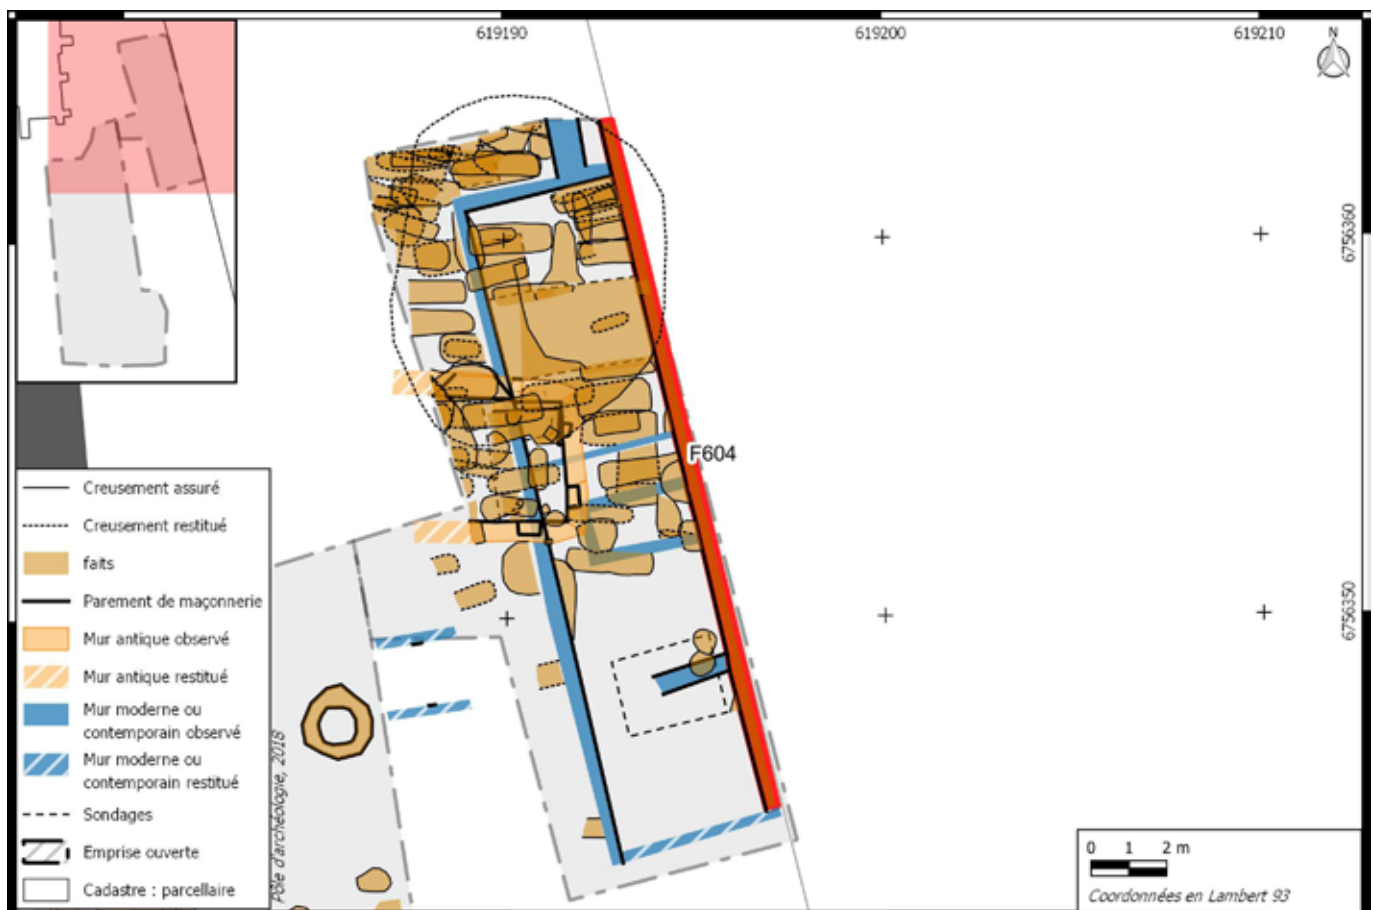 619190
619200
619210
N
6756360
F604
6756350
Creusement assuré
Creusement restitué
faits
Parement de maçonnerie
Mur antique observé
Mur antique restitué
Mur moderne ou
contemporain observé
Mur moderne ou
contemporain restitué
Sondages
Emprise ouverte
Cadastre : parcellaire
Pôle d'archéologie, 2018
0 1 2 m
Coordonnées en Lambert 93